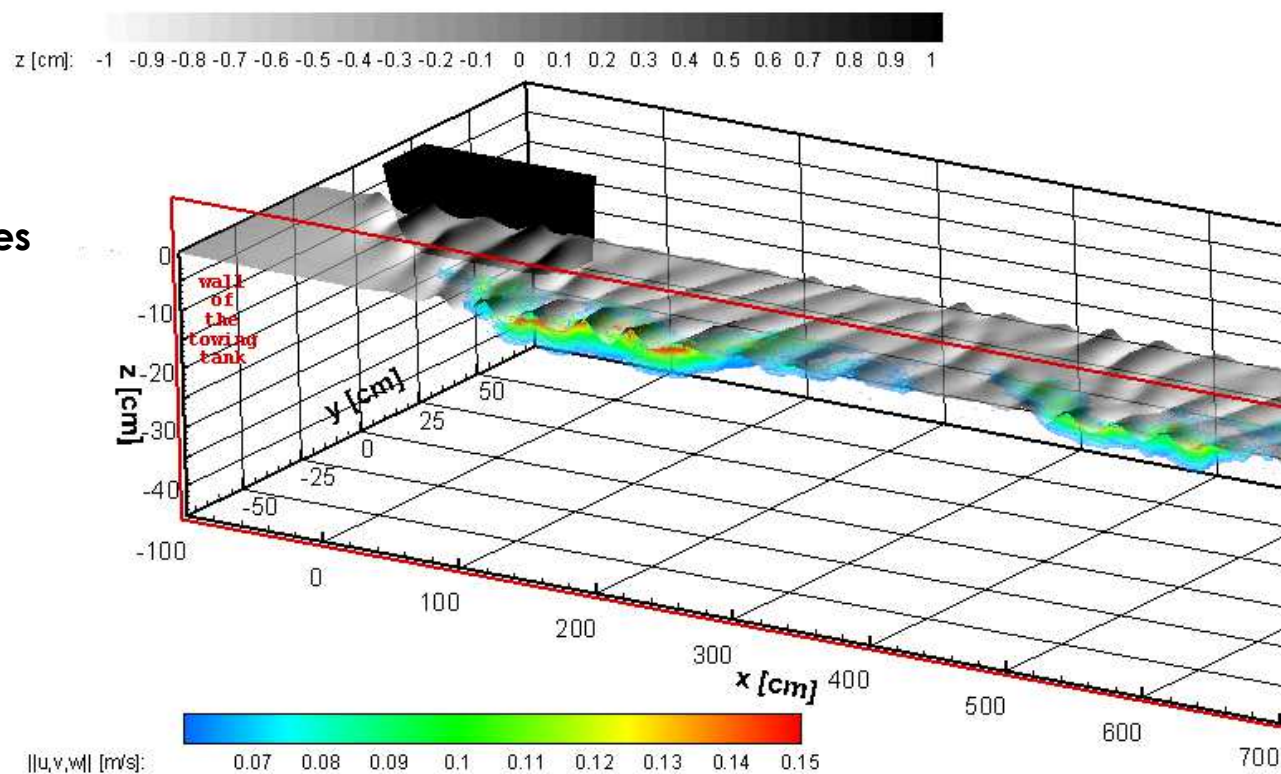 z [cm]: -1 -0.9 -0.8 -0.7 -0.6 -0.5 -0.4 -0.3 -0.2 -0.1 0 0.1 0.2 0.3 0.4 0.5 0.6 0.7 0.8 0.9 1
es
0
-10
-20
-30
-40
z [cm]
wall
of
the
towing
tank
y [cm]
50
25
0
-25
-50
-100
0
100
200
300
400
500
600
700
x [cm]
||u,v,w|| [m/s]: 0.07 0.08 0.09 0.1 0.11 0.12 0.13 0.14 0.15